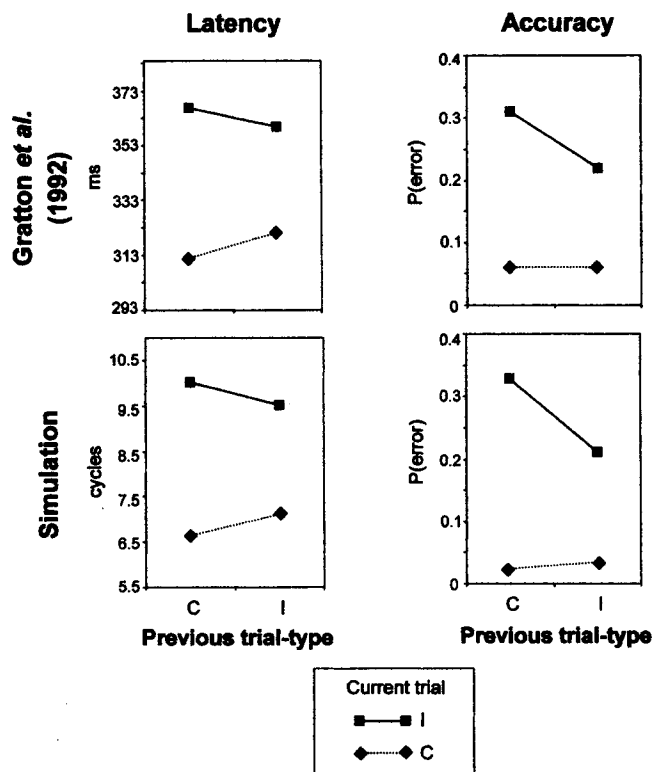 Latency
Accuracy
Gratton et al.
(1992)
ms
373
353
333
313
293
P(error)
0.4
0.3
0.2
0.1
0
Simulation
cycles
10.5
9.5
8.5
7.5
6.5
5.5
C I
Previous trial-type
P(error)
0.4
0.3
0.2
0.1
0
C I
Previous trial-type
Current trial
I
C